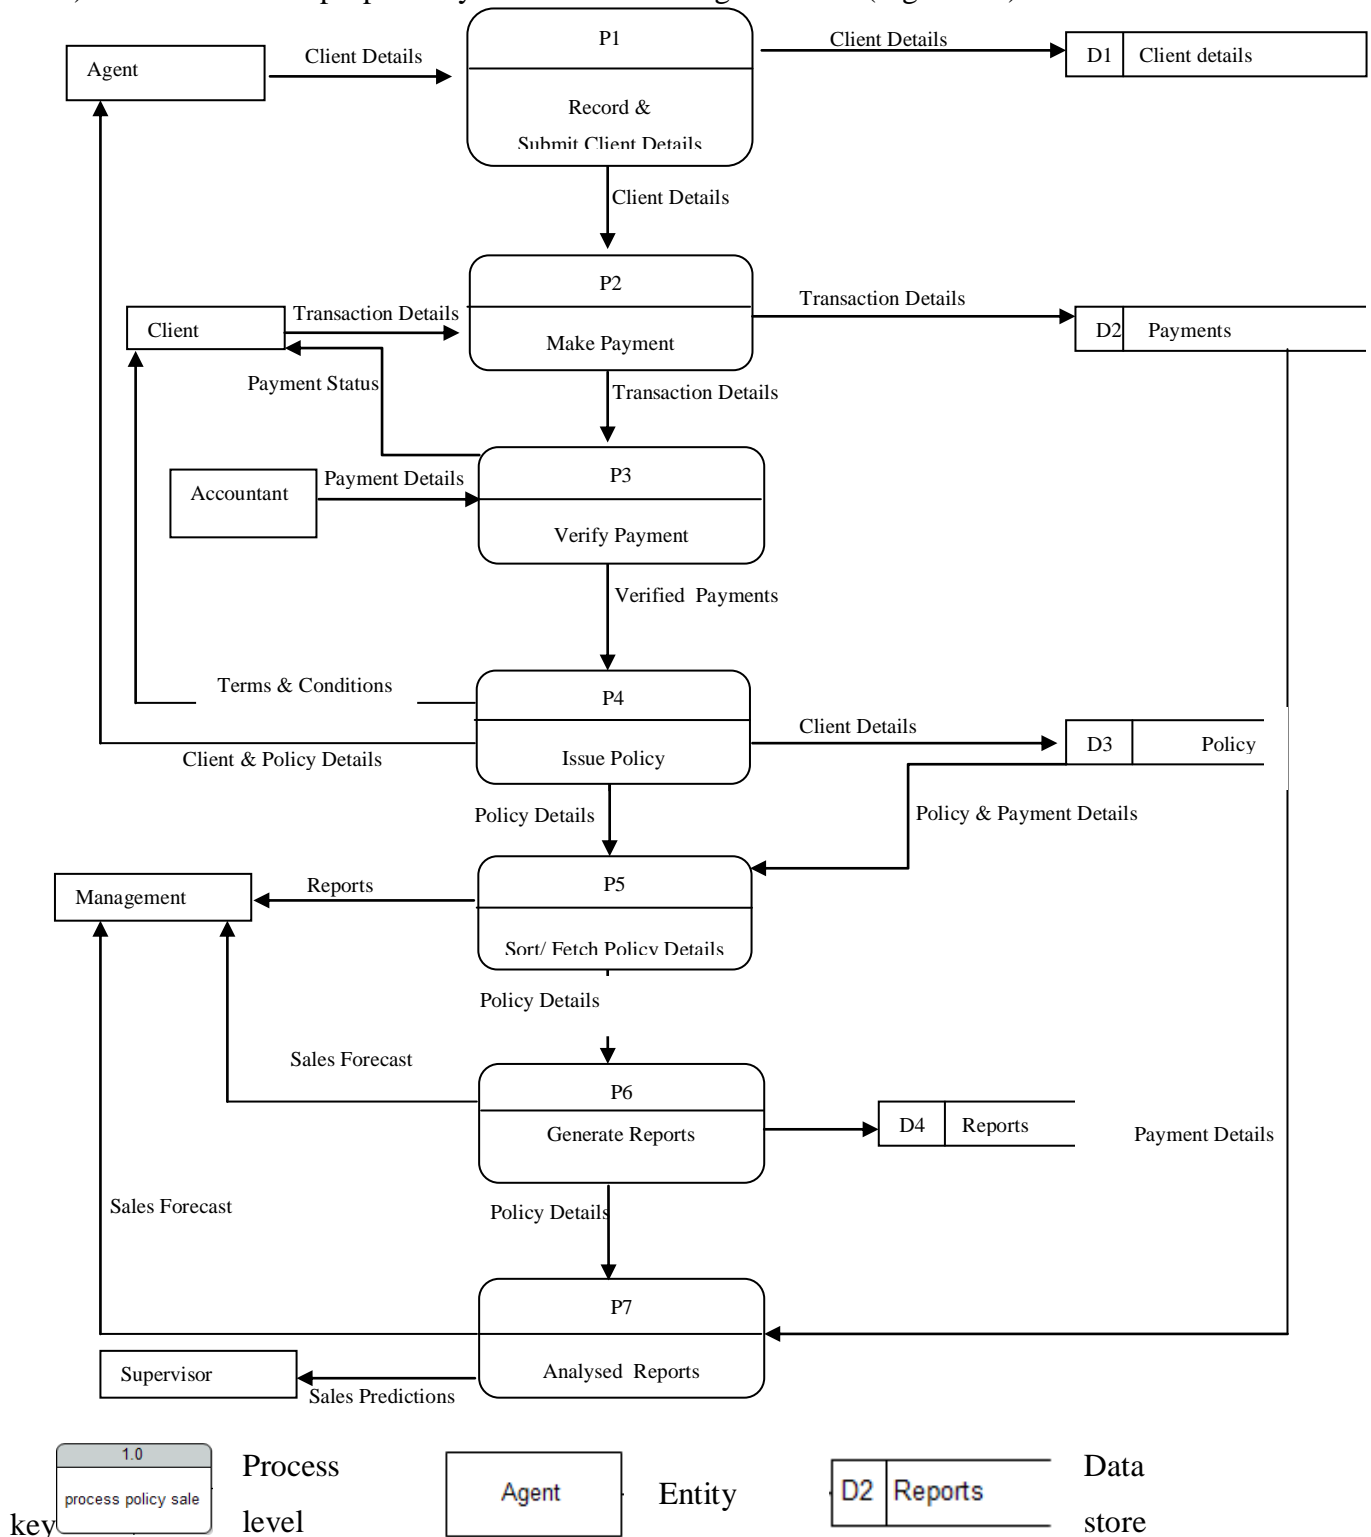 P1
Client Details
Client Details
Agent
D1 Client details
Record &
Submit Client Details
Client Details
P2
Transaction Details
Transaction Details
Client
D2 Payments
Make Payment
Payment Status
Transaction Details
P3
Payment Details
Accountant
Verify Payment
Verified Payments
Terms & Conditions
P4
Client Details
D3 Policy
Client & Policy Details
Issue Policy
Policy Details
Policy & Payment Details
P5
Reports
Management
Sort/ Fetch Policy Details
Policy Details
Sales Forecast
P6
Generate Reports
D4 Reports
Payment Details
Sales Forecast
Policy Details
P7
Supervisor
Analysed Reports
Sales Predictions
key
1.0
process policy sale
Process
level
Agent
Entity
D2 Reports
Data
store